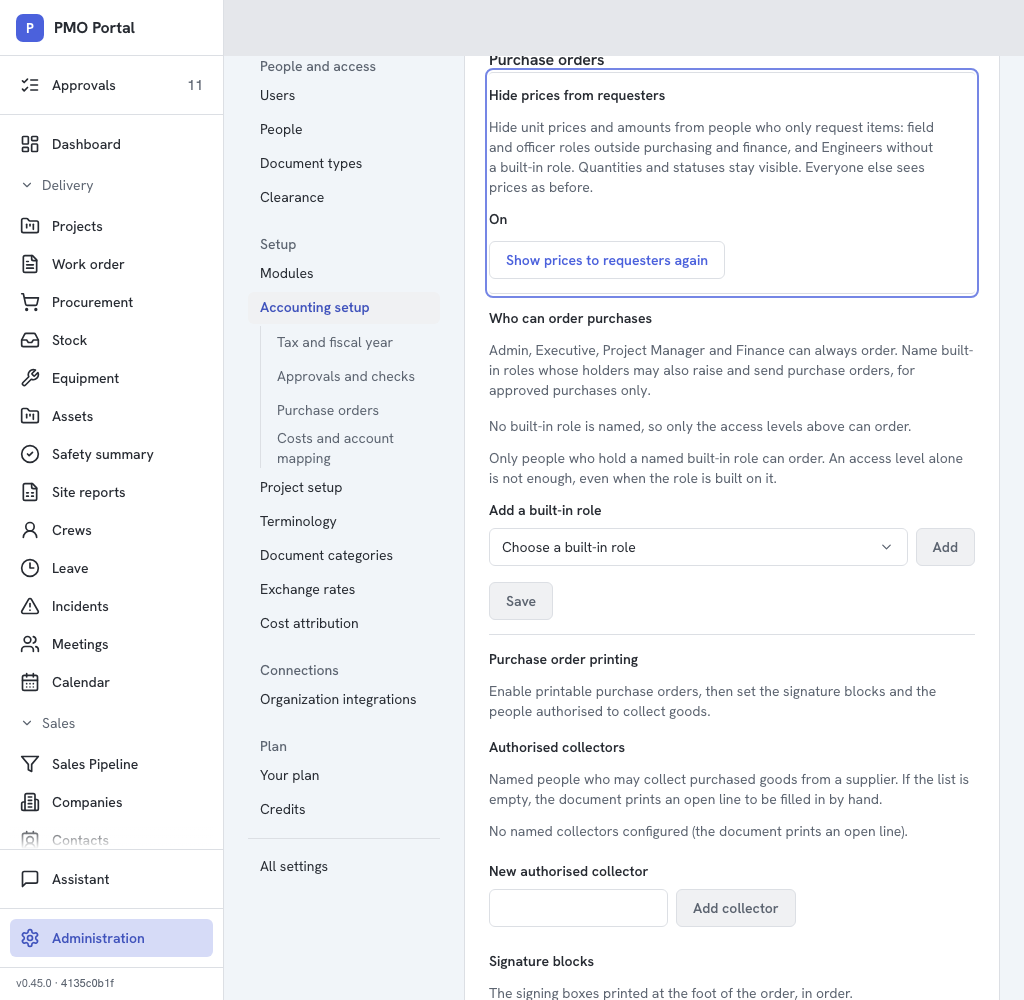 P
PMO Portal
Approvals
11
Dashboard
Delivery
Projects
Work order
Procurement
Stock
Equipment
Assets
Safety summary
Site reports
Crews
Leave
Incidents
Meetings
Calendar
Sales
Sales Pipeline
Companies
Contacts
Assistant
Administration
v0.45.0 · 4135c0b1f
People and access
Users
People
Document types
Clearance
Setup
Modules
Accounting setup
Tax and fiscal year
Approvals and checks
Purchase orders
Costs and account
mapping
Project setup
Terminology
Document categories
Exchange rates
Cost attribution
Connections
Organization integrations
Plan
Your plan
Credits
All settings
Purchase orders
Hide prices from requesters
Hide unit prices and amounts from people who only request items: field
and officer roles outside purchasing and finance, and Engineers without
a built-in role. Quantities and statuses stay visible. Everyone else sees
prices as before.
On
Show prices to requesters again
Who can order purchases
Admin, Executive, Project Manager and Finance can always order. Name built-
in roles whose holders may also raise and send purchase orders, for
approved purchases only.
No built-in role is named, so only the access levels above can order.
Only people who hold a named built-in role can order. An access level alone
is not enough, even when the role is built on it.
Add a built-in role
Choose a built-in role
Add
Save
Purchase order printing
Enable printable purchase orders, then set the signature blocks and the
people authorised to collect goods.
Authorised collectors
Named people who may collect purchased goods from a supplier. If the list is
empty, the document prints an open line to be filled in by hand.
No named collectors configured (the document prints an open line).
New authorised collector
Add collector
Signature blocks
The signing boxes printed at the foot of the order, in order.